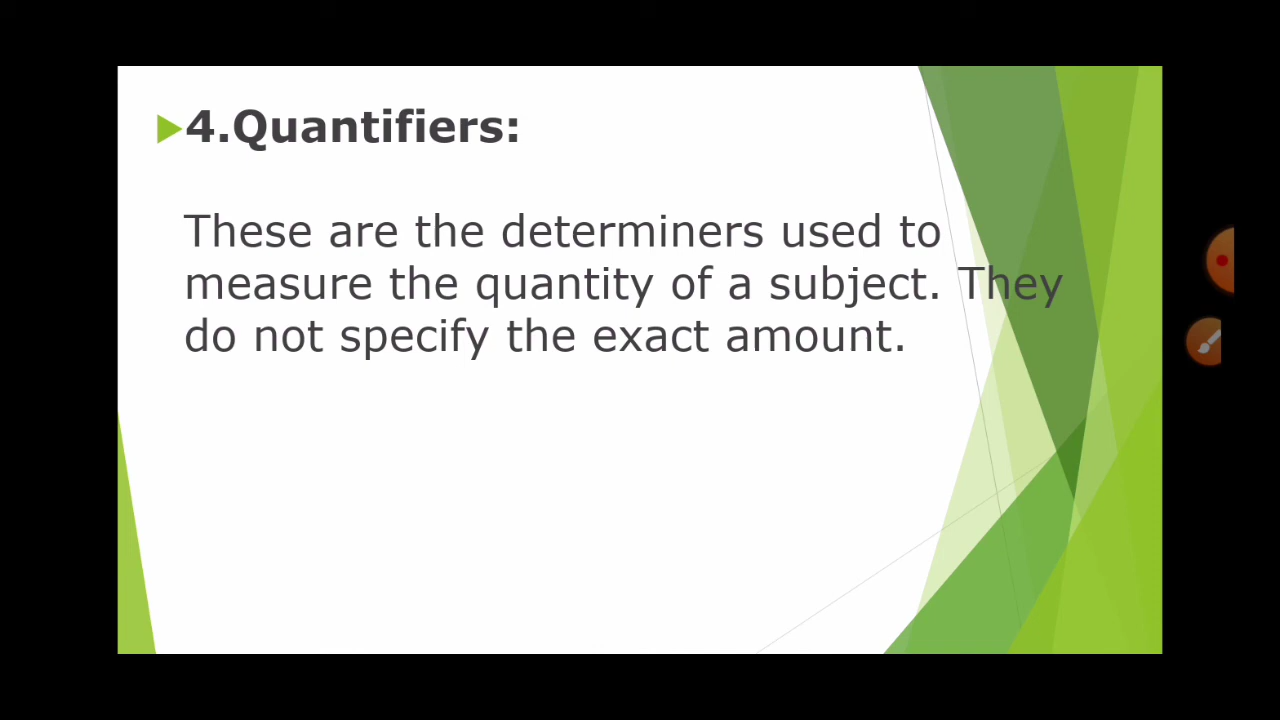 4.Quantifiers:
These are the determiners used to
measure the quantity of a subject. They
do not specify the exact amount.